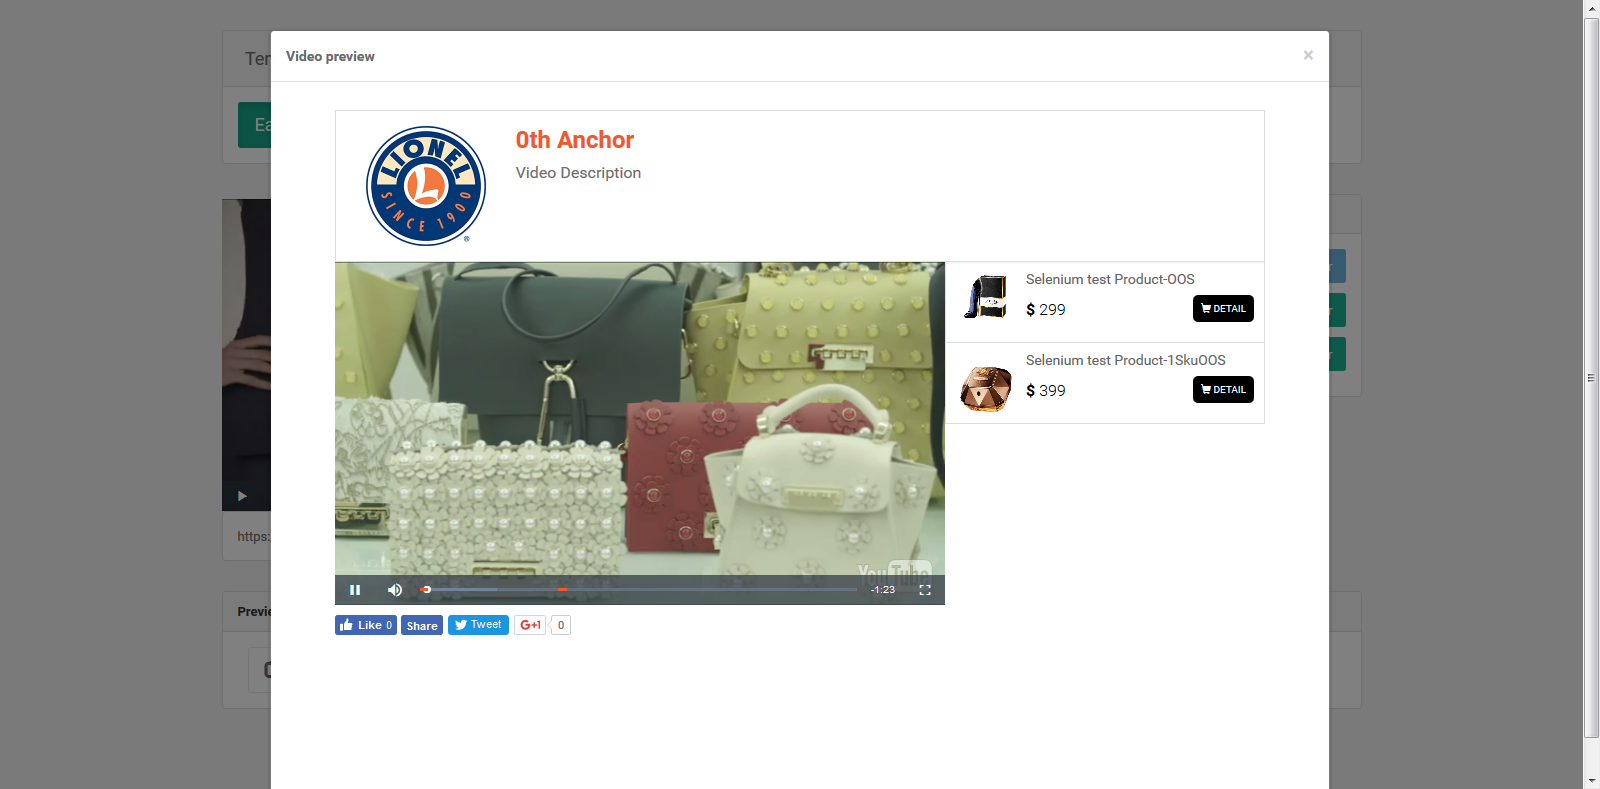 Video preview
×
LIONEL
L
SINCE 1900
®
0th Anchor
Video Description
Selenium test Product-OOS
$ 299
DETAIL
Selenium test Product-1SkuOOS
$ 399
DETAIL
YouTube
-1:23
Like 0
Share
Tweet
G+1
0
Ter
Ea
https:
Previe